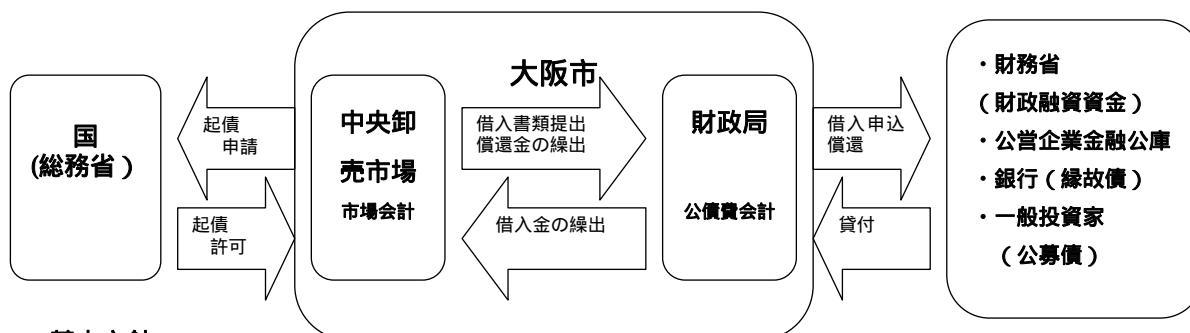 国
(総務省)
起債
申請
起債
許可
大阪市
中央卸
売市場
市場会計
借入書類提出
償還金の繰出
借入金の繰出
財政局
公債費会計
借入申込
償還
貸付
・財務省
(財政融資資金)
・公営企業金融公庫
・銀行(縁故債)
・一般投資家
(公募債)